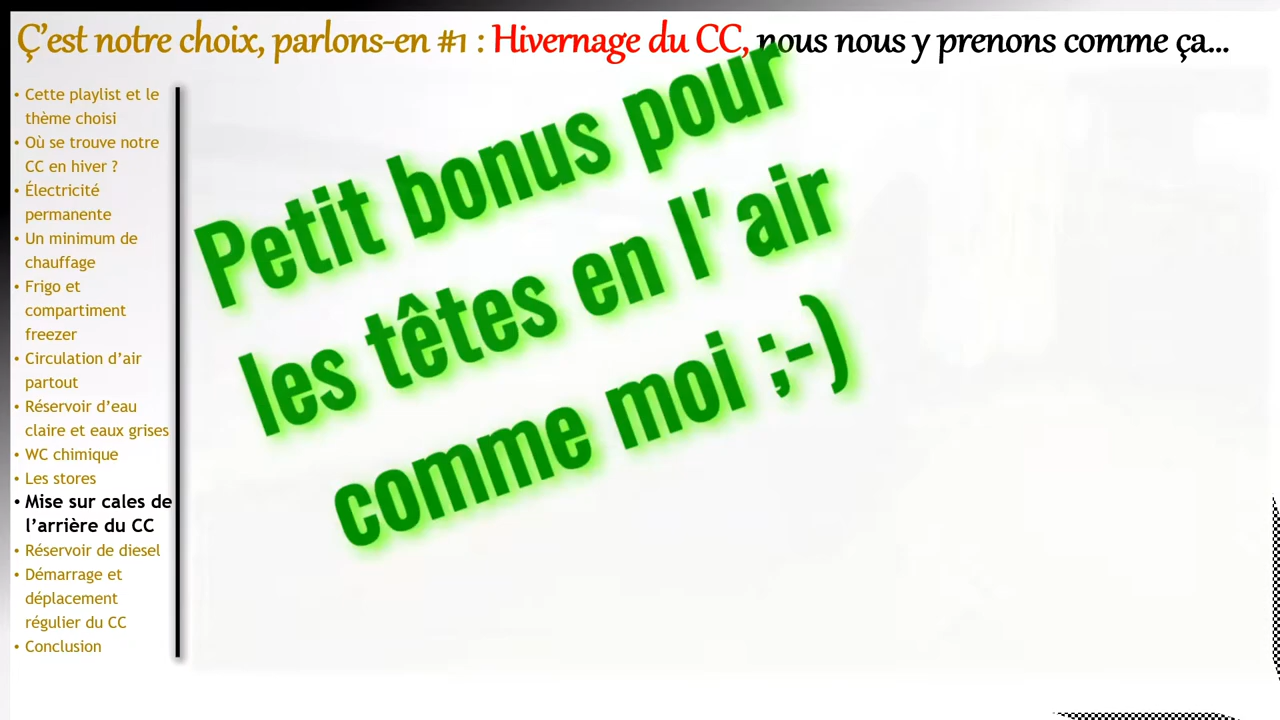 Ç’est notre choix, parlons-en #1 : Hivernage du CC, nous nous y prenons comme ça...
• Cette playlist et le
thème choisi
• Où se trouve notre
CC en hiver ?
• Électricité
permanente
• Un minimum de
chauffage
• Frigo et
compartiment
freezer
• Circulation d’air
partout
• Réservoir d’eau
claire et eaux grises
• WC chimique
• Les stores
• Mise sur cales de
l’arrière du CC
• Réservoir de diesel
• Démarrage et
déplacement
régulier du CC
• Conclusion
Petit bonus pour
les têtes en l’air
comme moi ;-)